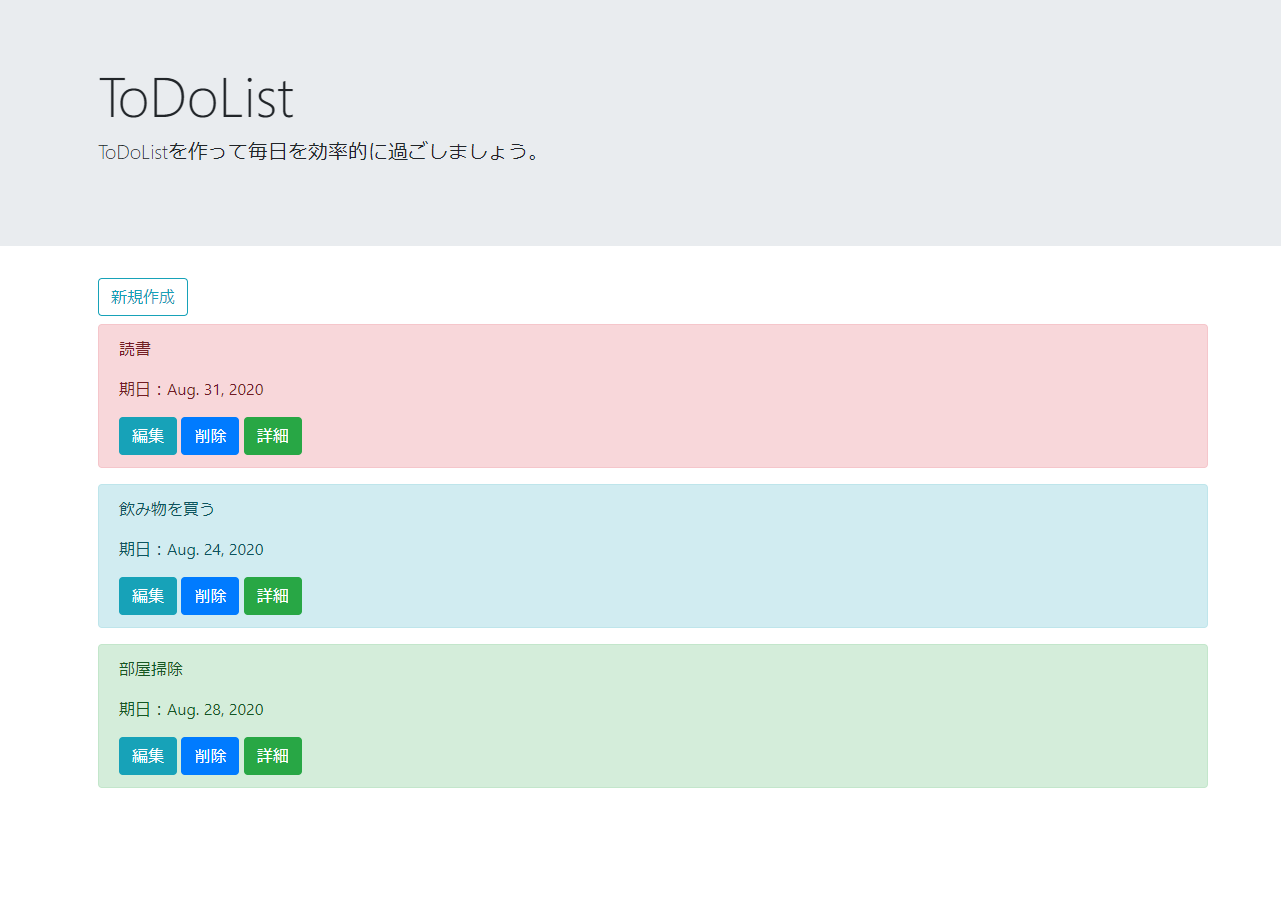 ToDoList
ToDoListを作って毎日を効率的に過ごしましょう。
新規作成
読書
期日：Aug. 31, 2020
編集 削除 詳細
飲み物を買う
期日：Aug. 24, 2020
編集 削除 詳細
部屋掃除
期日：Aug. 28, 2020
編集 削除 詳細